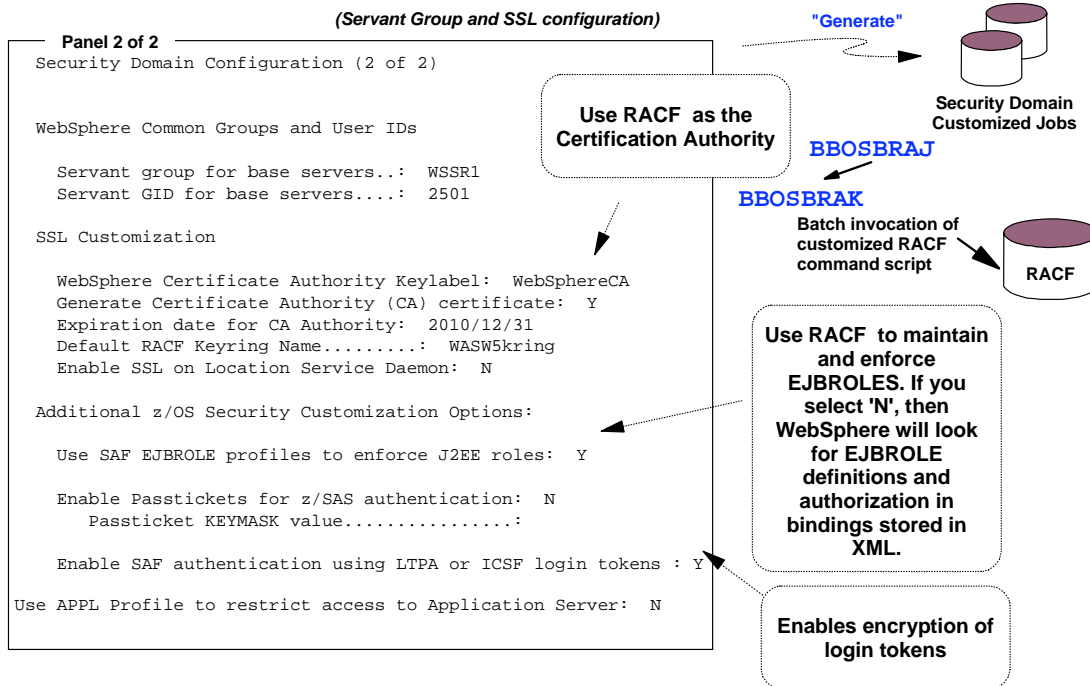 (Servant Group and SSL configuration)
Panel 2 of 2
Security Domain Configuration (2 of 2)
WebSphere Common Groups and User IDs
Servant group for base servers..: WSSR1
Servant GID for base servers....: 2501
SSL Customization
WebSphere Certificate Authority Keylabel: WebSphereCA
Generate Certificate Authority (CA) certificate: Y
Expiration date for CA Authority: 2010/12/31
Default RACF Keyring Name.........: WASW5kring
Enable SSL on Location Service Daemon: N
Additional z/OS Security Customization Options:
Use SAF EJBROLE profiles to enforce J2EE roles: Y
Enable Passtickets for z/SAS authentication: N
Passticket KEYMASK value................:
Enable SAF authentication using LTPA or ICSF login tokens : Y
Use APPL Profile to restrict access to Application Server: N
Use RACF as the
Certification Authority
"Generate"
Security Domain
Customized Jobs
BBOSBRAJ
BBOSBRAK
Batch invocation of
customized RACF
command script
RACF
Use RACF to maintain
and enforce
EJBROLES. If you
select 'N', then
WebSphere will look
for EJBROLE
definitions and
authorization in
bindings stored in
XML.
Enables encryption of
login tokens